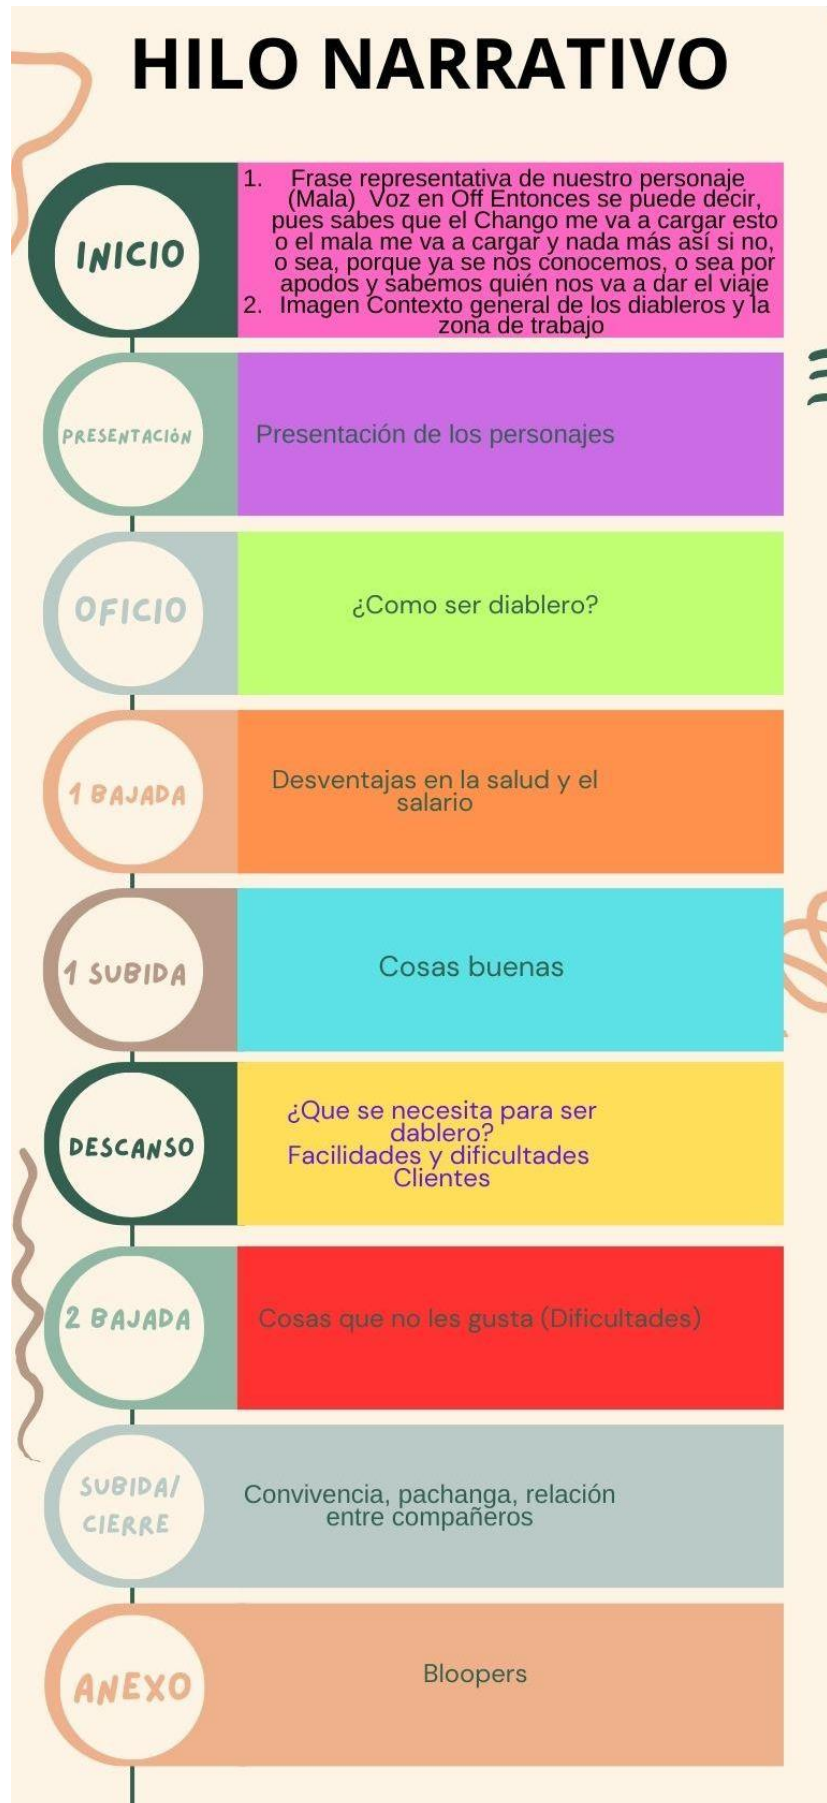 HILO NARRATIVO
INICIO
1. Frase representativa de nuestro personaje
(Mala) Voz en Off Entonces se puede decir,
pues sabes que el Chango me va a cargar esto
o el mala me va a cargar y nada más así si no,
o sea, porque ya se nos conocemos, o sea por
apodos y sabemos quién nos va a dar el viaje
2. Imagen Contexto general de los diableros y la
zona de trabajo
PRESENTACIÓN
Presentación de los personajes
OFICIO
¿Como ser diablero?
1 BAJADA
Desventajas en la salud y el
salario
1 SUBIDA
Cosas buenas
DESCANSO
¿Que se necesita para ser
dablero?
Facilidades y dificultades
Clientes
2 BAJADA
Cosas que no les gusta (Dificultades)
SUBIDA/
CIERRE
Convivencia, pachanga, relación
entre compañeros
ANEXO
Bloopers